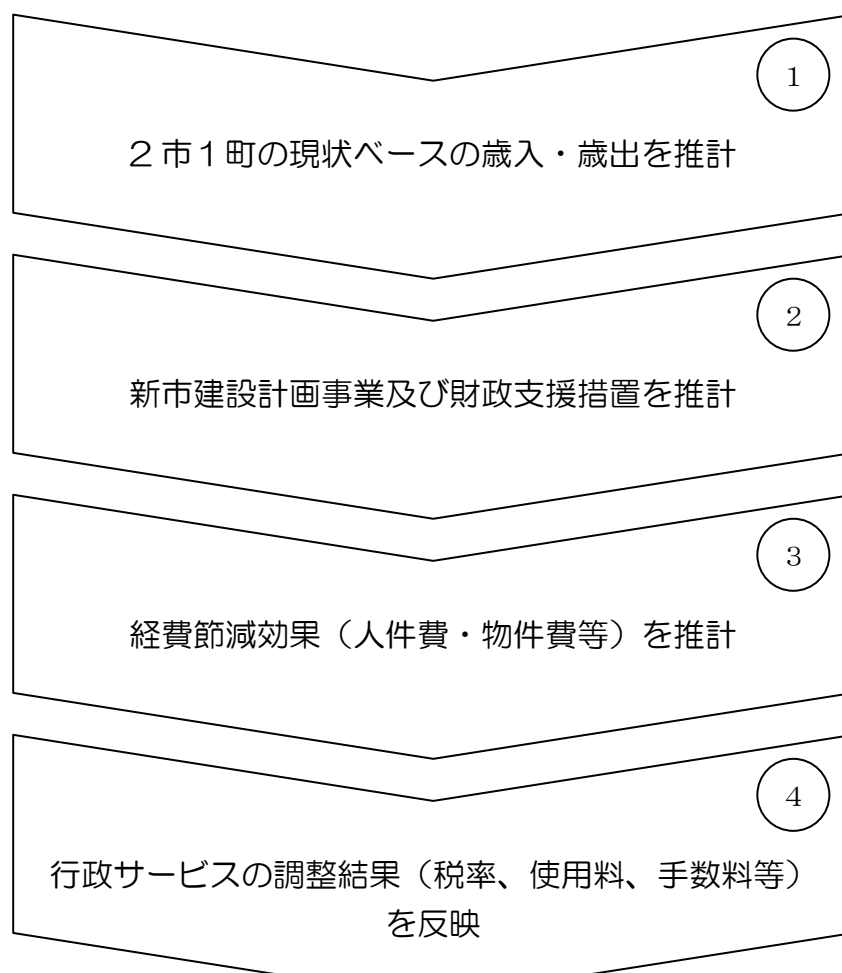 1
２市１町の現状ベースの歳入・歳出を推計
2
新市建設計画事業及び財政支援措置を推計
3
経費節減効果（人件費・物件費等）を推計
4
行政サービスの調整結果（税率、使用料、手数料等）
を反映